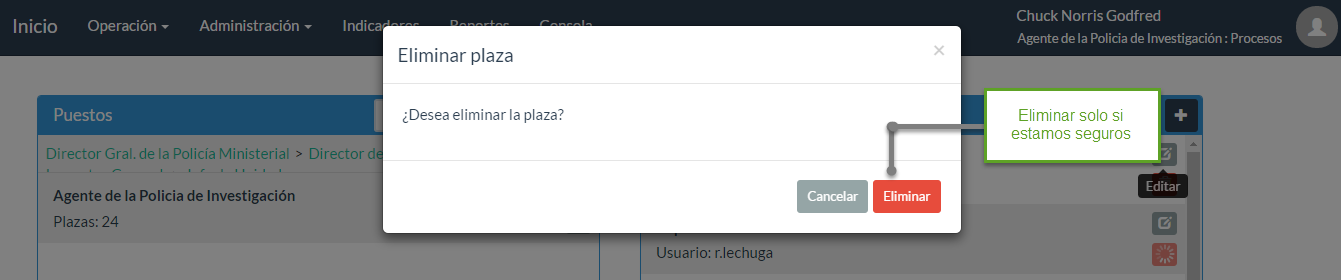 Inicio Operación Administración Indicadores Reportes Consola
Chuck Norris Godfred
Agente de la Policia de Investigación : Procesos
Eliminar plaza ×
¿Desea eliminar la plaza?
Cancelar Eliminar
Eliminar solo si
estamos seguros
Puestos
Director Gral. de la Policía Ministerial > Director de
Agente de la Policia de Investigación
Plazas: 24
Editar
Usuario: r.lechuga